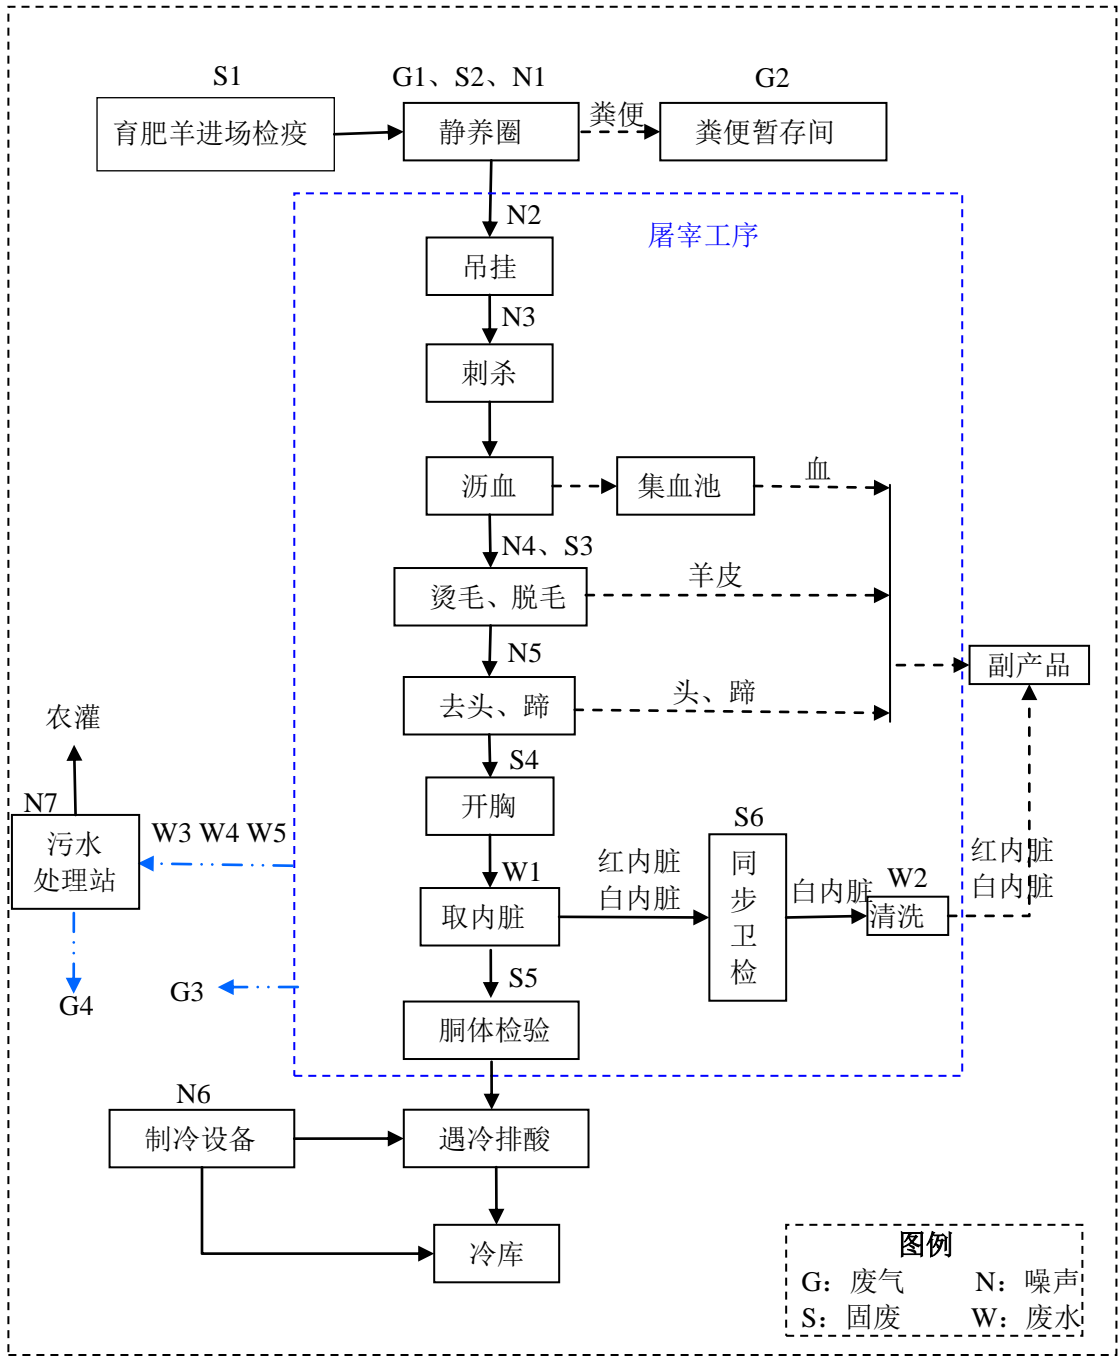 S1
G1、S2、N1
G2
育肥羊进场检疫
静养圈
粪便
粪便暂存间
N2
屠宰工序
吊挂
N3
刺杀
沥血
集血池
血
N4、S3
烫毛、脱毛
羊皮
N5
去头、蹄
头、蹄
副产品
农灌
S4
N7
开胸
污水
处理站
W3 W4 W5
W1
取内脏
红内脏
白内脏
S6
同
步
卫
检
白内脏
W2
清洗
红内脏
白内脏
S5
G3
G4
胴体检验
N6
制冷设备
遇冷排酸
冷库
图例
G：废气 N：噪声
S：固废 W：废水